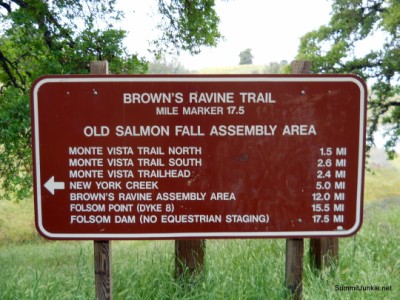 BROWN'S RAVINE TRAIL
MILE MARKER 17.5
OLD SALMON FALL ASSEMBLY AREA
MONTE VISTA TRAIL NORTH 1.5 MI
MONTE VISTA TRAIL SOUTH 2.6 MI
MONTE VISTA TRAILHEAD 2.4 MI
NEW YORK CREEK 5.0 MI
BROWN'S RAVINE ASSEMBLY AREA 12.0 MI
FOLSOM POINT (DYKE 8) 15.5 MI
FOLSOM DAM (NO EQUESTRIAN STAGING) 17.5 MI
SummitJunkie.net